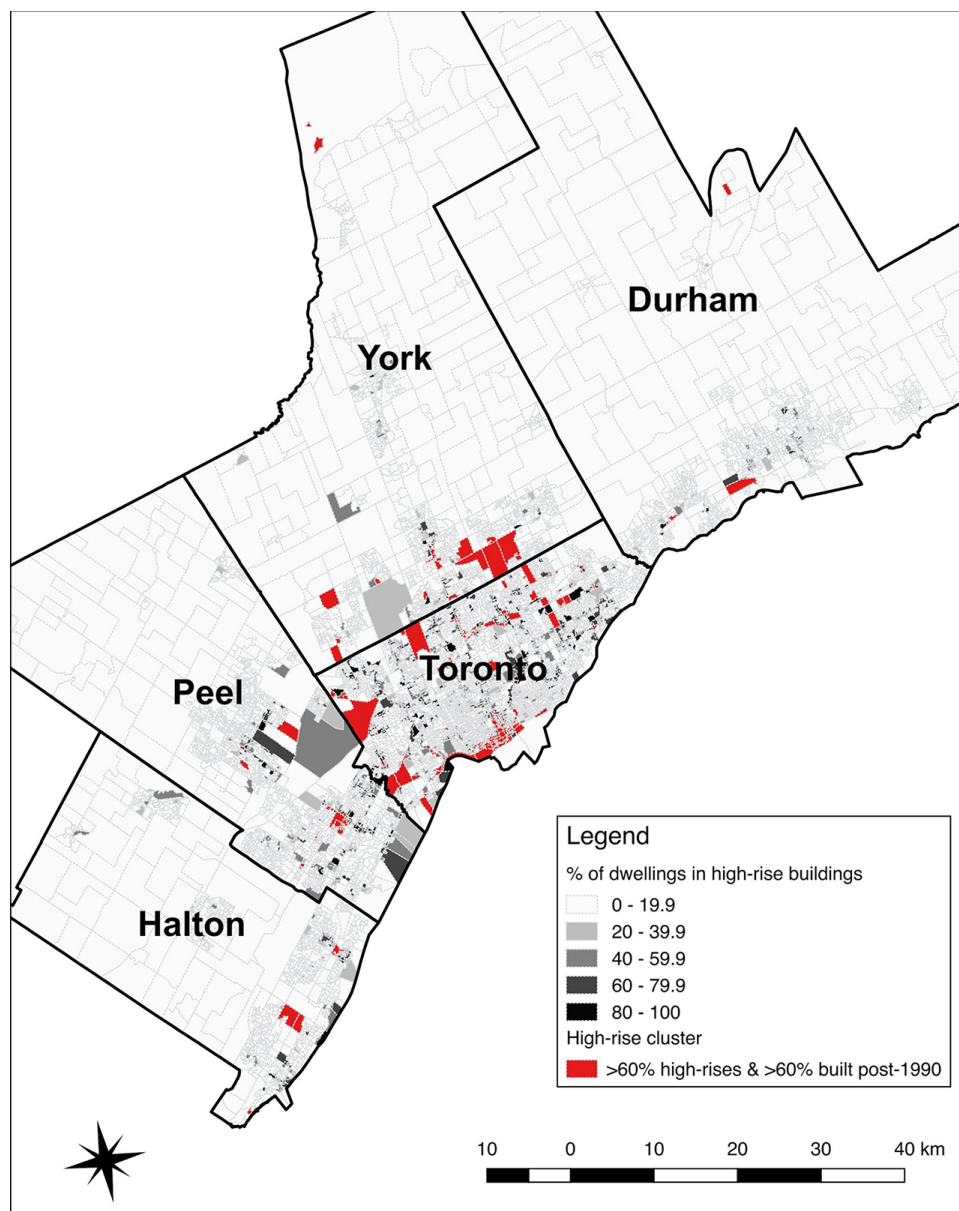 Durham
York
Toronto
Peel
Halton
Legend
% of dwellings in high-rise buildings
0 - 19.9
20 - 39.9
40 - 59.9
60 - 79.9
80 - 100
High-rise cluster
>60% high-rises & >60% built post-1990
10 0 10 20 30 40 km